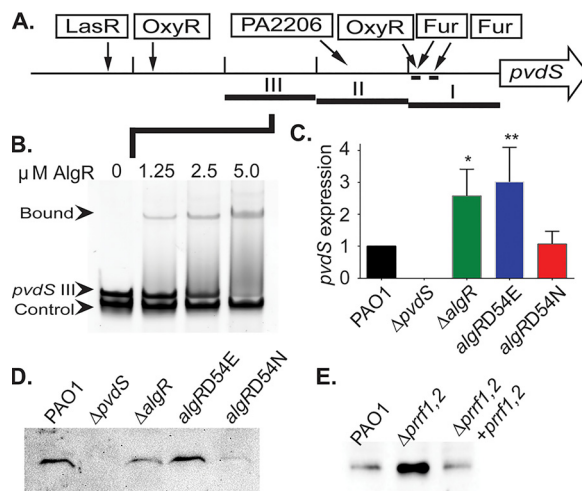 A.
LasR OxyR PA2206 OxyR Fur Fur
pvdS
III II I
B.
μM AlgR 0 1.25 2.5 5.0
Bound
pvdS III
Control
C.
pvdS expression
4
3
2
1
0
* **
PAO1 ΔpvdS ΔalgR algRD54E algRD54N
D.
PAO1 ΔpvdS ΔalgR algRD54E algRD54N
E.
PAO1 Δprrf1,2 Δprrf1,2
+prrf1,2